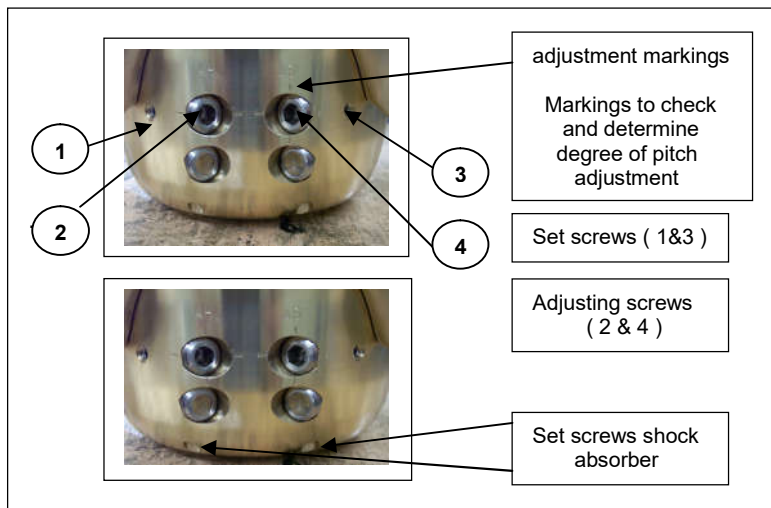 adjustment markings
Markings to check
and determine
degree of pitch
adjustment
1
2
3
4
Set screws ( 1&3 )
Adjusting screws
( 2 & 4 )
Set screws shock
absorber